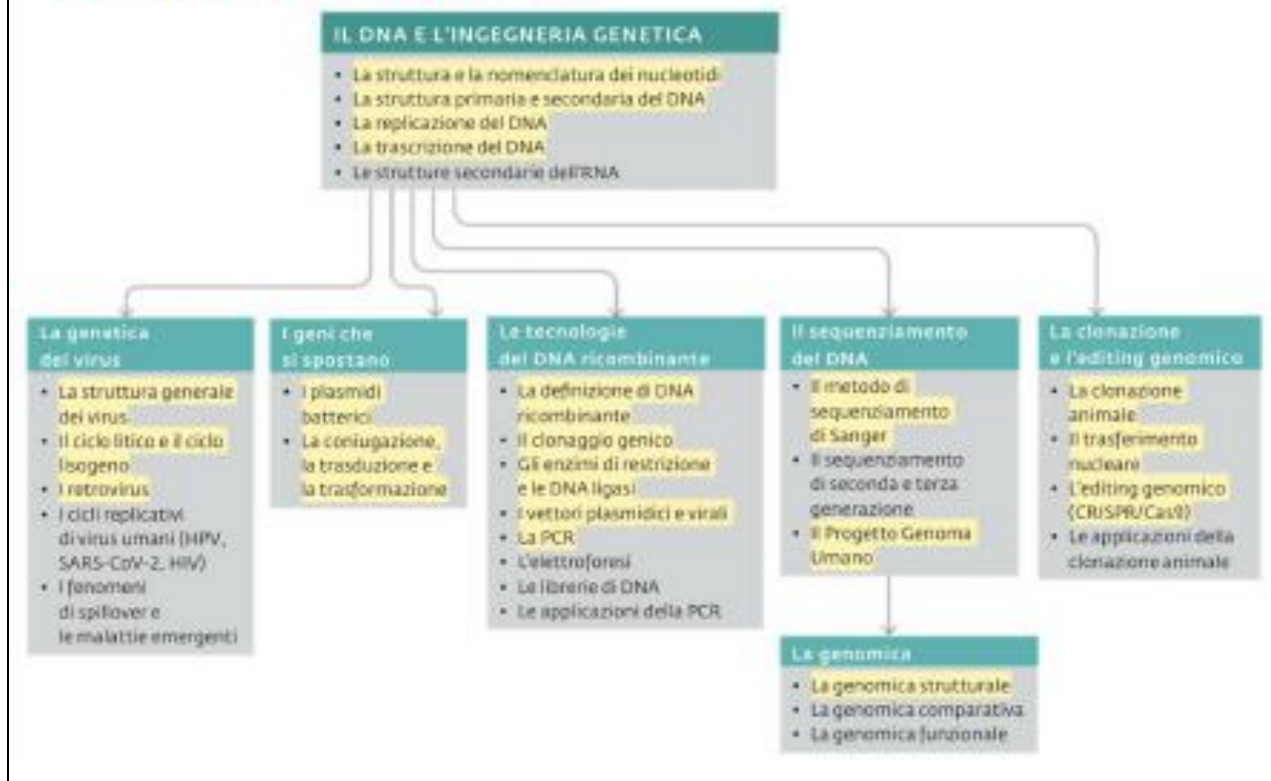 IL DNA E L'INGEGNERIA GENETICA
• La struttura e la nomenclatura dei nucleotidi
• La struttura primaria e secondaria del DNA
• La replicazione del DNA
• La trascrizione del DNA
• Le strutture secondarie dell'RNA
La genetica
dei virus
• La struttura generale
dei virus
• Il ciclo litico e il ciclo
lisogeno
• I retrovirus
• I cicli replicativi
di virus umani (HPV,
SARS-CoV-2, HIV)
• I fenomeni
di spillover e
le malattie emergenti
I geni che
si spostano
• I plasmidi
batterici
• La coniugazione,
la trasduzione e
la trasformazione
Le tecnologie
del DNA ricombinante
• La definizione di DNA
ricombinante
• Il clonaggio genico
• Gli enzimi di restrizione
e le DNA ligasi
• I vettori plasmidici e virali
• La PCR
• L'elettroforesi
• Le librerie di DNA
• Le applicazioni della PCR
Il sequenziamento
del DNA
• Il metodo di
sequenziamento
di Sanger
• Il sequenziamento
di seconda e terza
generazione
• Il Progetto Genoma
Umano
La clonazione
e l'editing genomico
• La clonazione
animale
• Il trasferimento
nucleare
• L'editing genomico
(CRISPR/Cas9)
• Le applicazioni della
clonazione animale
La genomica
• La genomica strutturale
• La genomica comparativa
• La genomica funzionale